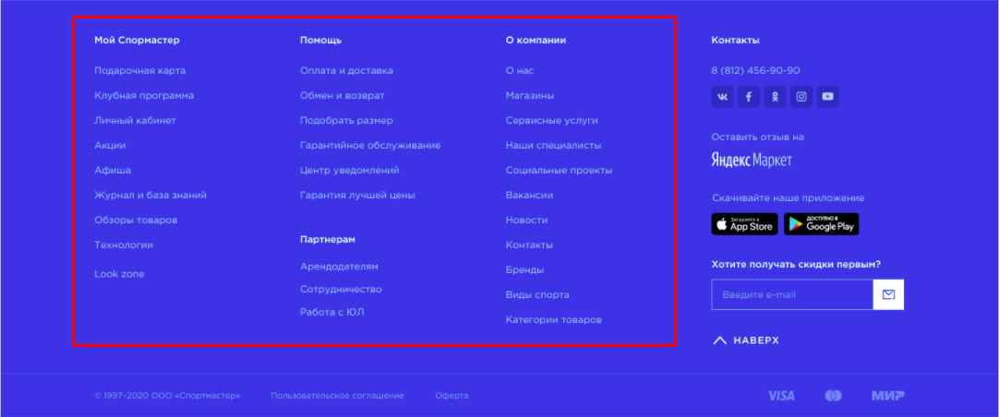 Мой Спормастер
Подарочная карта
Клубная программа
Личный кабинет
Акции
Афиша
Журнал и база знаний
Обзоры товаров
Технологии
Look zone
Помощь
Оплата и доставка
Обмен и возврат
Подобрать размер
Гарантийное обслуживание
Центр уведомлений
Гарантия лучшей цены
Партнерам
Арендодателям
Сотрудничество
Работа с ЮЛ
О компании
О нас
Магазины
Сервисные услуги
Наши специалисты
Социальные проекты
Вакансии
Новости
Контакты
Бренды
Виды спорта
Категории товаров
Контакты
8 (812) 456-90-90
Оставить отзыв на
Яндекс Маркет
Скачивайте наше приложение
Загрузите в
App Store
ДОСТУПНО В
Google Play
Хотите получать скидки первым?
Введите e-mail
НАВЕРХ
© 1997-2020 ООО «Спортмастер»
Пользовательское соглашение
Оферта
VISA
МИР